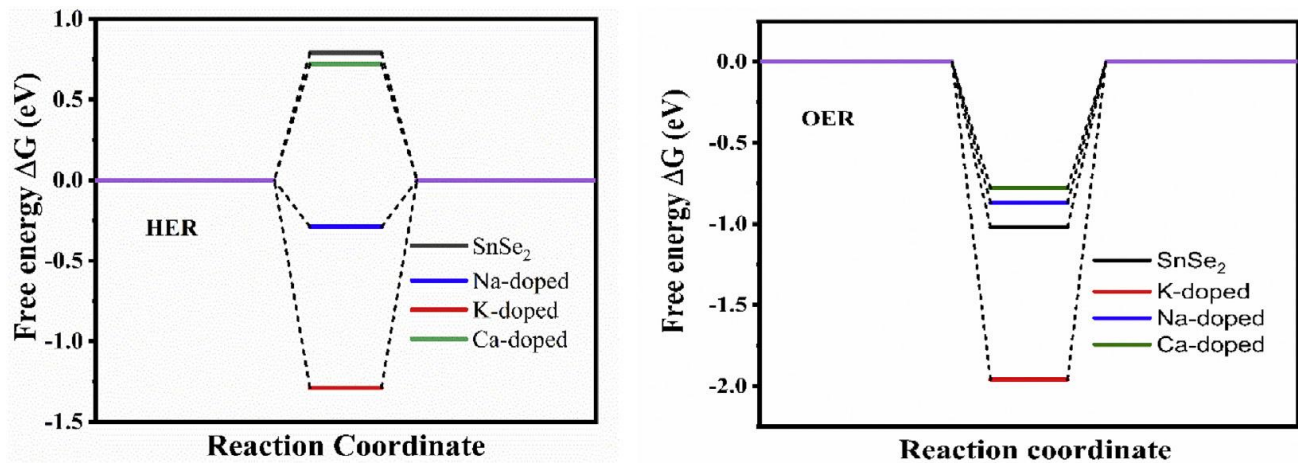 Free energy ΔG (eV)
1.0
0.5
0.0
-0.5
-1.0
-1.5
HER
SnSe₂
Na-doped
K-doped
Ca-doped
Reaction Coordinate
Free energy ΔG (eV)
0.0
-0.5
-1.0
-1.5
-2.0
OER
SnSe₂
K-doped
Na-doped
Ca-doped
Reaction coordinate